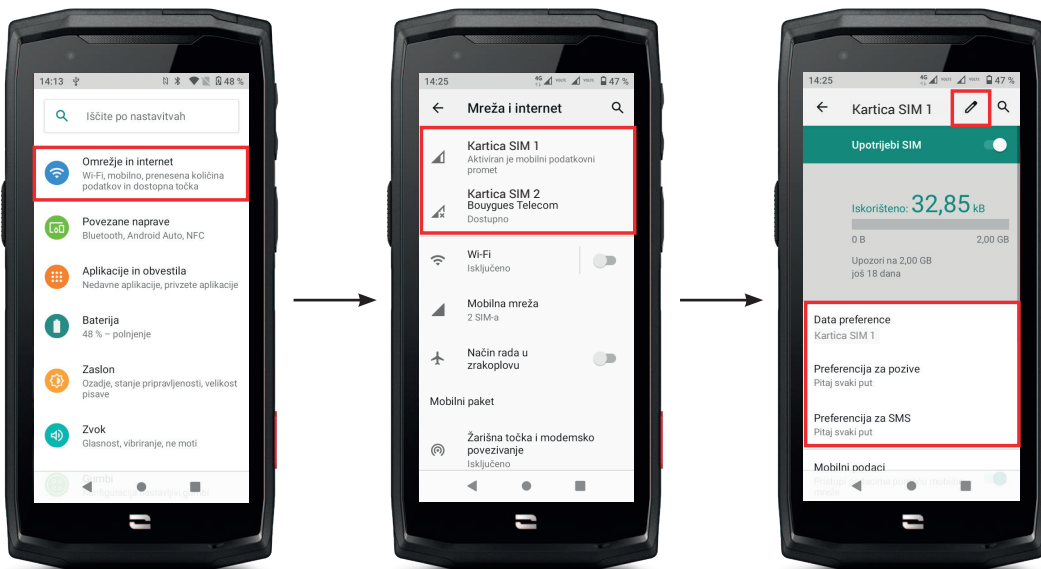 14:13 48 %
Iščite po nastavitvah
Omrežje in internet
Wi-Fi, mobilno, prenesena količina
podatkov in dostopna točka
Povezane naprave
Bluetooth, Android Auto, NFC
Aplikacije in obvestila
Nedavne aplikacije, privzete aplikacije
Baterija
48 % – polnjenje
Zaslon
Ozadje, stanje pripravljenosti, velikost
pisave
Zvok
Glasnost, vibriranje, ne moti
Gumbi
14:25 4G 47 %
Mreža i internet
Kartica SIM 1
Aktiviran je mobilni podatkovni
promet
Kartica SIM 2
Bouygues Telecom
Dostupno
Wi-Fi
Isključeno
Mobilna mreža
2 SIM-a
Način rada u
zrakoplovu
Mobilni paket
Žarišna točka i modemsko
povezivanje
Isključeno
14:25 4G 47 %
Kartica SIM 1
Upotrijebi SIM
Iskorišteno: 32,85 kB
0 B 2,00 GB
Upozori na 2,00 GB
još 18 dana
Data preference
Kartica SIM 1
Preferencija za pozive
Pitaj svaki put
Preferencija za SMS
Pitaj svaki put
Mobilni podaci